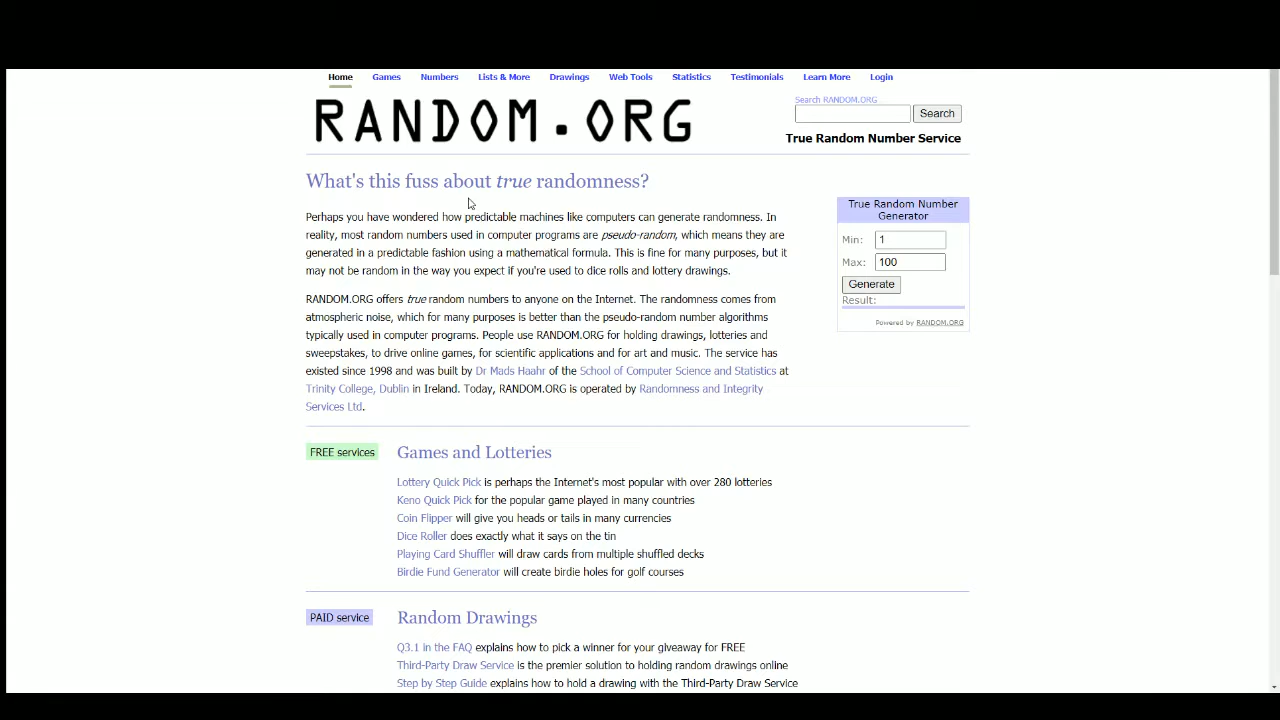 Home Games Numbers Lists & More Drawings Web Tools Statistics Testimonials Learn More Login
RANDOM.ORG
Search RANDOM.ORG
Search
True Random Number Service
What's this fuss about true randomness?
Perhaps you have wondered how predictable machines like computers can generate randomness. In
reality, most random numbers used in computer programs are pseudo-random, which means they are
generated in a predictable fashion using a mathematical formula. This is fine for many purposes, but it
may not be random in the way you expect if you're used to dice rolls and lottery drawings.
RANDOM.ORG offers true random numbers to anyone on the Internet. The randomness comes from
atmospheric noise, which for many purposes is better than the pseudo-random number algorithms
typically used in computer programs. People use RANDOM.ORG for holding drawings, lotteries and
sweepstakes, to drive online games, for scientific applications and for art and music. The service has
existed since 1998 and was built by Dr Mads Haahr of the School of Computer Science and Statistics at
Trinity College, Dublin in Ireland. Today, RANDOM.ORG is operated by Randomness and Integrity
Services Ltd.
True Random Number
Generator
Min: 1
Max: 100
Generate
Result:
Powered by RANDOM.ORG
FREE services
Games and Lotteries
Lottery Quick Pick is perhaps the Internet's most popular with over 280 lotteries
Keno Quick Pick for the popular game played in many countries
Coin Flipper will give you heads or tails in many currencies
Dice Roller does exactly what it says on the tin
Playing Card Shuffler will draw cards from multiple shuffled decks
Birdie Fund Generator will create birdie holes for golf courses
PAID service
Random Drawings
Q3.1 in the FAQ explains how to pick a winner for your giveaway for FREE
Third-Party Draw Service is the premier solution to holding random drawings online
Step by Step Guide explains how to hold a drawing with the Third-Party Draw Service